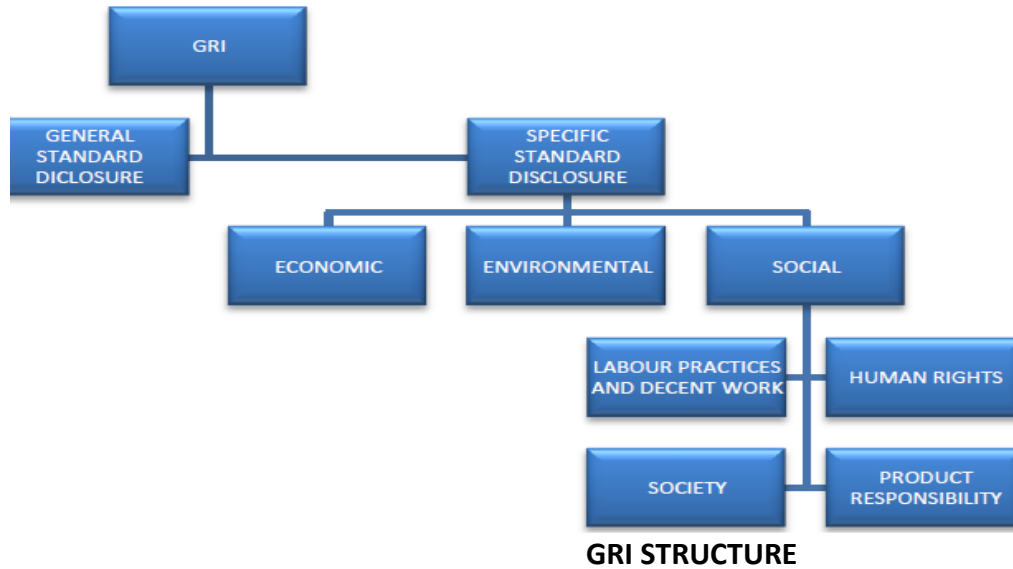 GRI
GENERAL
STANDARD
DICLOSURE
SPECIFIC
STANDARD
DISCLOSURE
ECONOMIC
ENVIRONMENTAL
SOCIAL
LABOUR PRACTICES
AND DECENT WORK
HUMAN RIGHTS
SOCIETY
PRODUCT
RESPONSIBILITY
GRI STRUCTURE